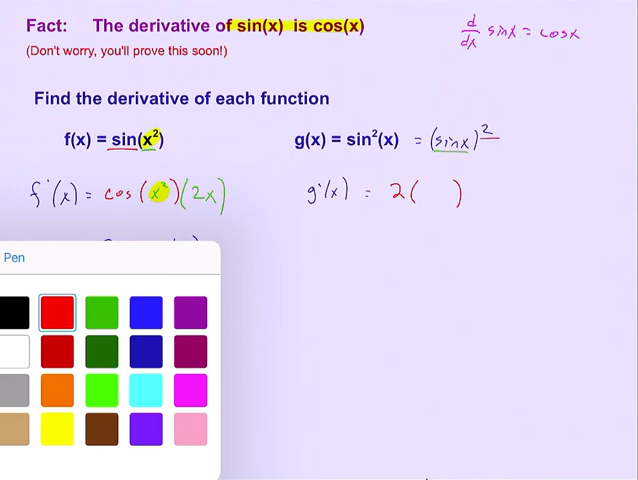 Fact: The derivative of sin(x) is cos(x)
d/dx sinx = cosx
(Don't worry, you'll prove this soon!)
Find the derivative of each function
f(x) = sin(x²)
g(x) = sin²(x) = (sinx)²
f'(x) = cos(x²)(2x)
g'(x) = 2( )
Pen